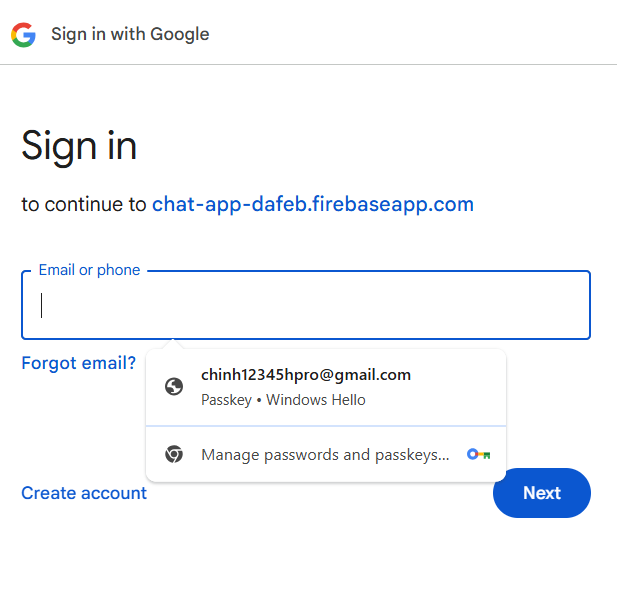 Sign in with Google
Sign in
to continue to chat-app-dafeb.firebaseapp.com
Email or phone
Forgot email?
chinh12345hpro@gmail.com
Passkey • Windows Hello
Manage passwords and passkeys...
Create account
Next